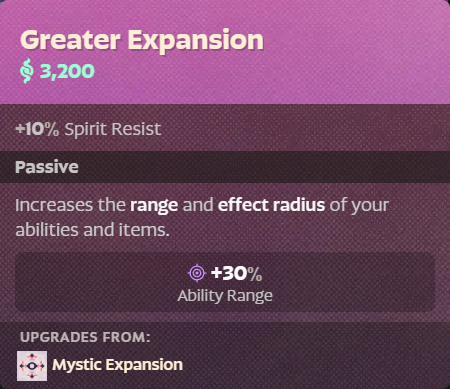 Greater Expansion
3,200
+10% Spirit Resist
Passive
Increases the range and effect radius of your
abilities and items.
+30%
Ability Range
UPGRADES FROM:
Mystic Expansion